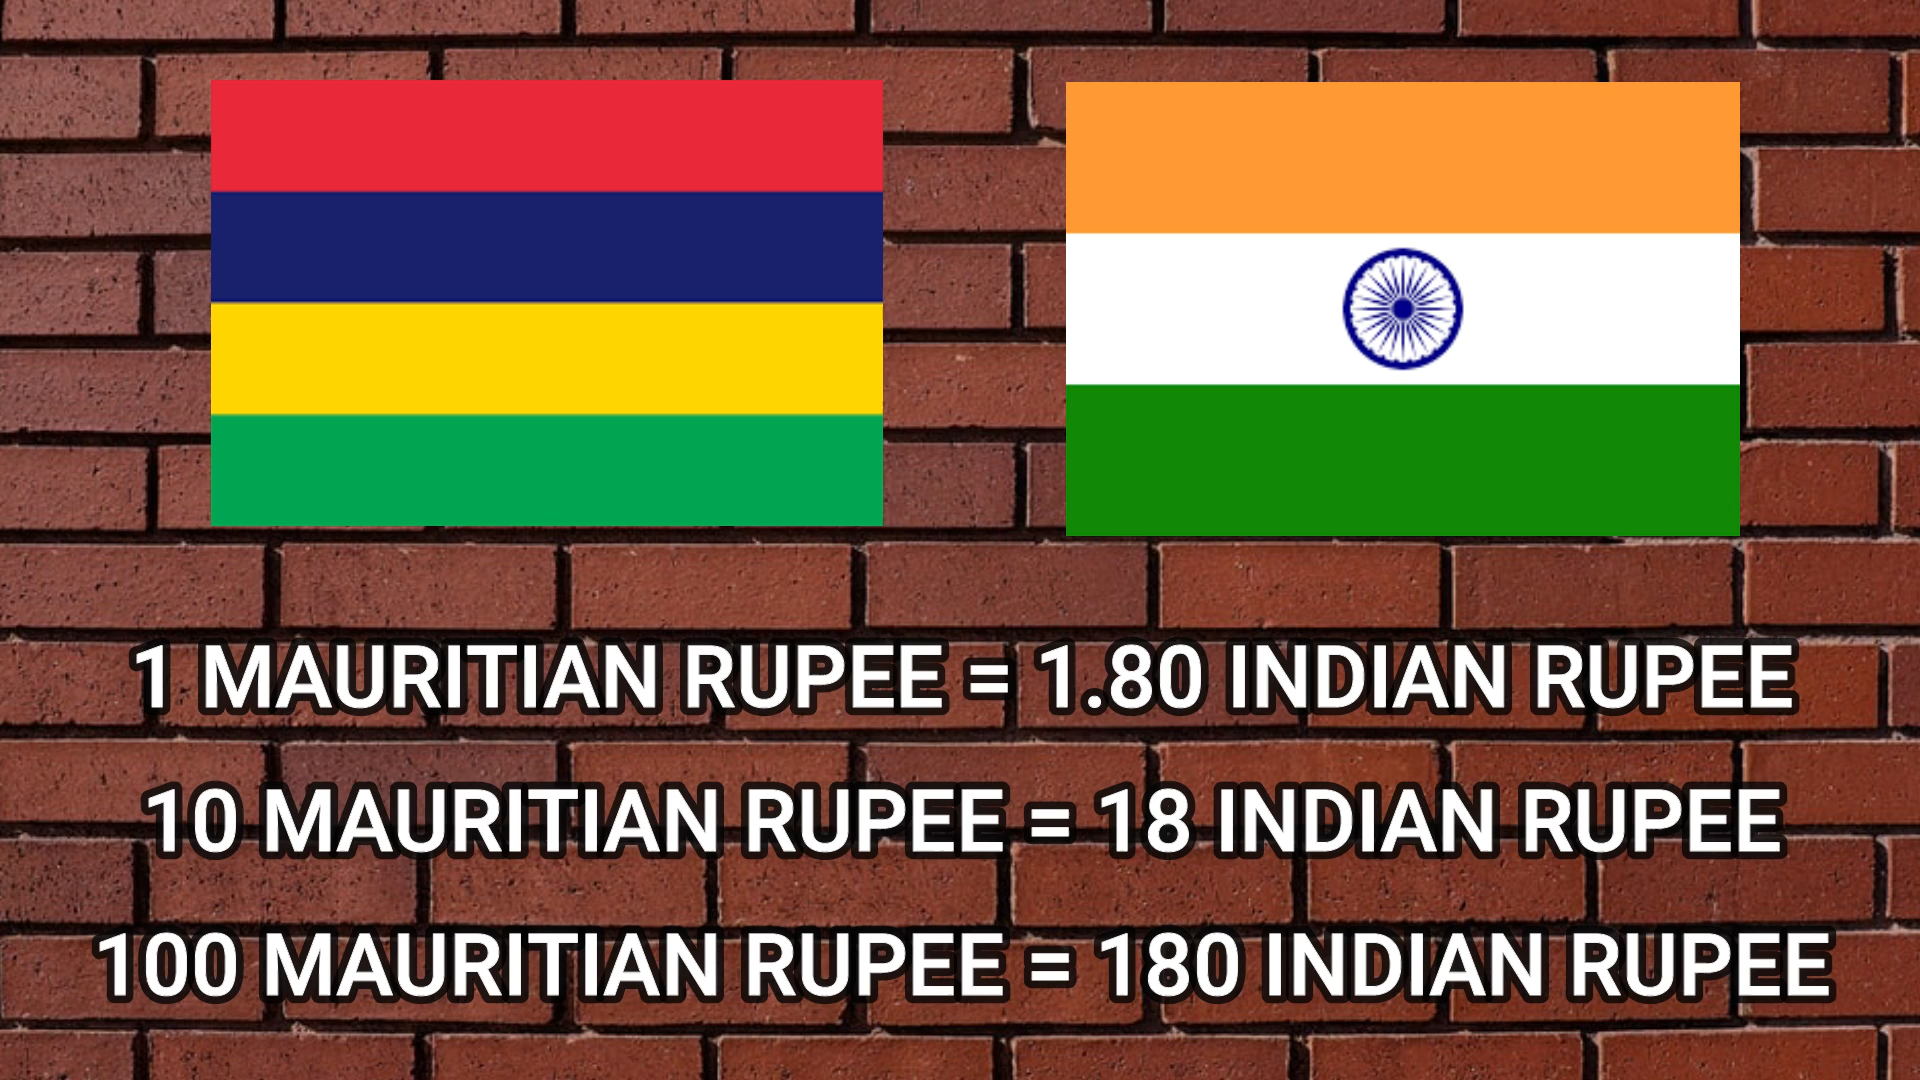 1 MAURITIAN RUPEE = 1.80 INDIAN RUPEE
10 MAURITIAN RUPEE = 18 INDIAN RUPEE
100 MAURITIAN RUPEE = 180 INDIAN RUPEE